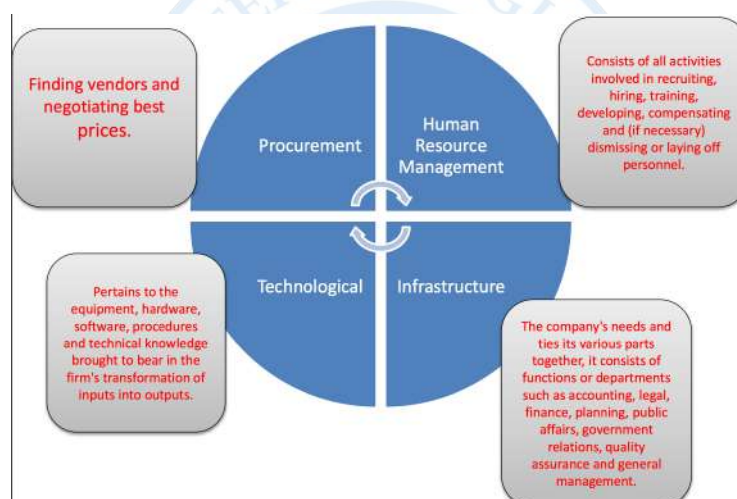 Finding vendors and
negotiating best
prices.
Procurement
Human
Resource
Management
Consists of all activities
involved in recruiting,
hiring, training,
developing, compensating
and (if necessary)
dismissing or laying off
personnel.
Technological
Infrastructure
Pertains to the
equipment, hardware,
software, procedures
and technical knowledge
brought to bear in the
firm's transformation of
inputs into outputs.
The company's needs and
ties its various parts
together, it consists of
functions or departments
such as accounting, legal,
finance, planning, public
affairs, government
relations, quality
assurance and general
management.